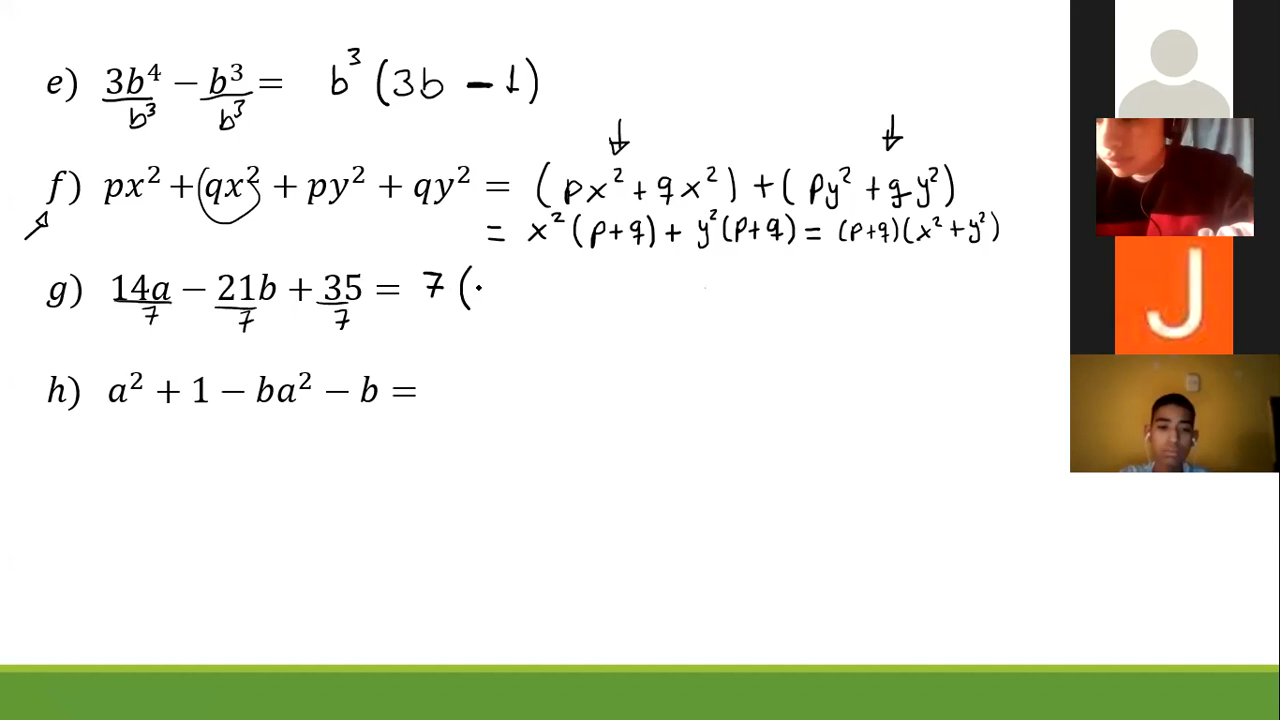 e) 3b⁴ − b³ = b³ (3b − 1)
b³ b³
f) px² + qx² + py² + qy² = (px² + qx²) + (py² + qy²)
= x² (p+q) + y² (p+q) = (p+q)(x² + y²)
g) 14a − 21b + 35 = 7 (
7 7 7
h) a² + 1 − ba² − b =
J